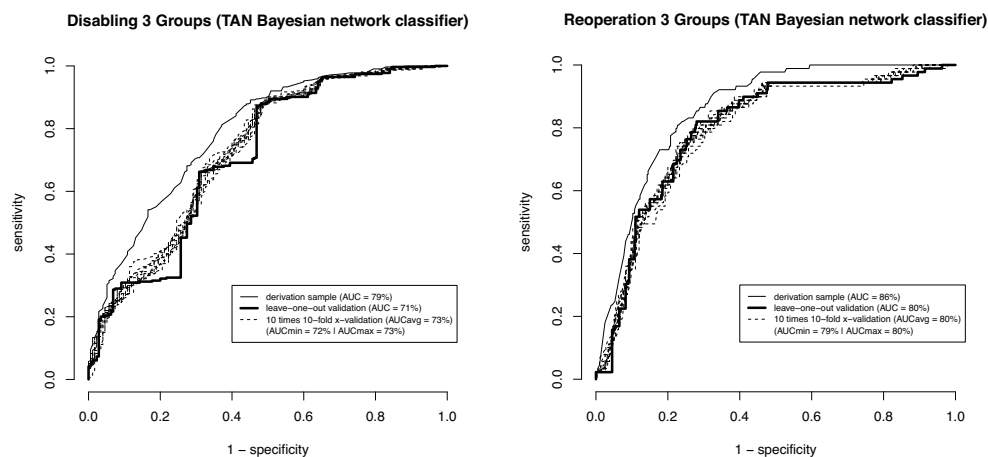 Disabling 3 Groups (TAN Bayesian network classifier)
1.0
0.8
0.6
0.4
0.2
0.0
sensitivity
derivation sample (AUC = 79%)
leave−one−out validation (AUC = 71%)
10 times 10−fold x−validation (AUCavg = 73%)
(AUCmin = 72% | AUCmax = 73%)
0.0 0.2 0.4 0.6 0.8 1.0
1 − specificity
Reoperation 3 Groups (TAN Bayesian network classifier)
1.0
0.8
0.6
0.4
0.2
0.0
sensitivity
derivation sample (AUC = 86%)
leave−one−out validation (AUC = 80%)
10 times 10−fold x−validation (AUCavg = 80%)
(AUCmin = 79% | AUCmax = 80%)
0.0 0.2 0.4 0.6 0.8 1.0
1 − specificity